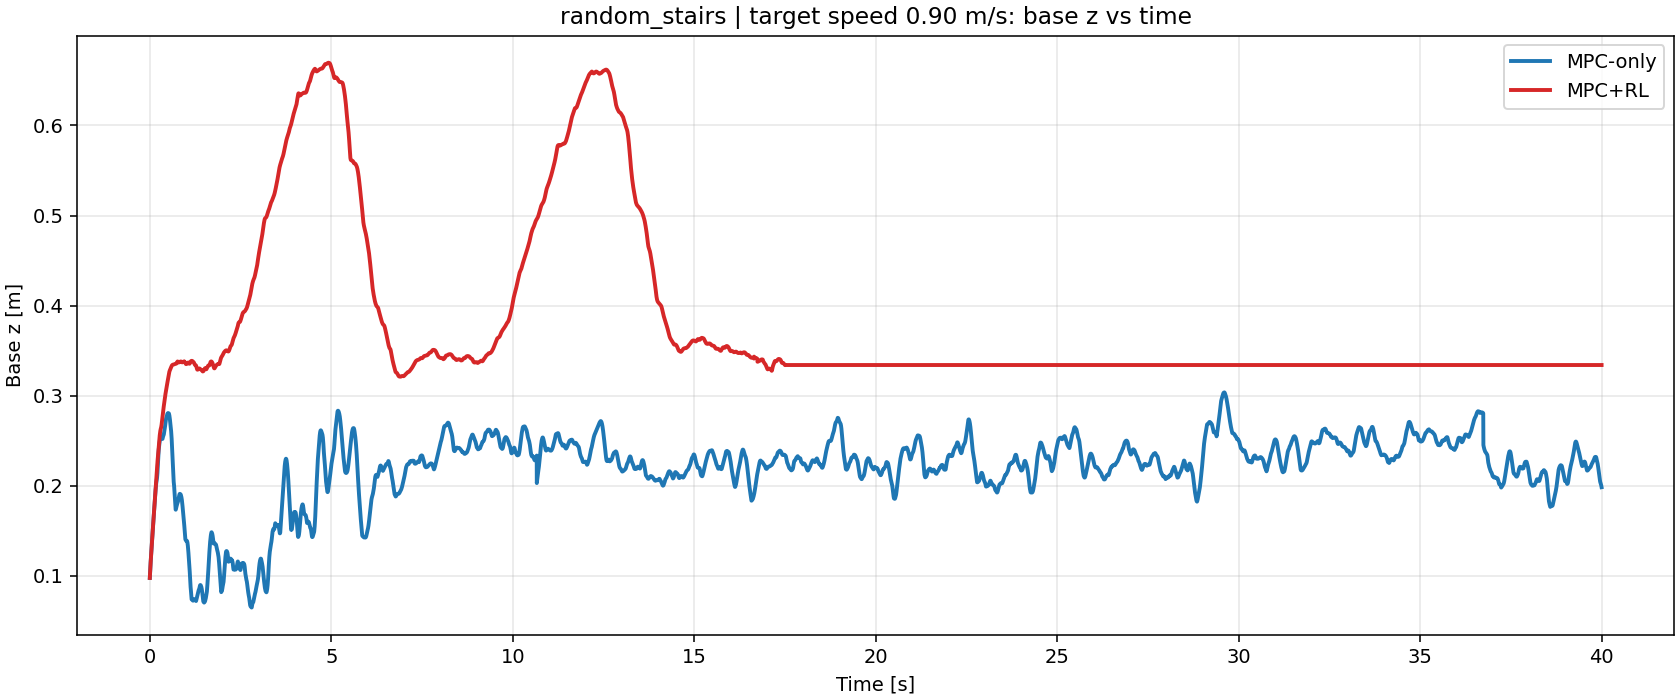 random_stairs | target speed 0.90 m/s: base z vs time
MPC-only
MPC+RL
Base z [m]
0.6
0.5
0.4
0.3
0.2
0.1
0 5 10 15 20 25 30 35 40
Time [s]